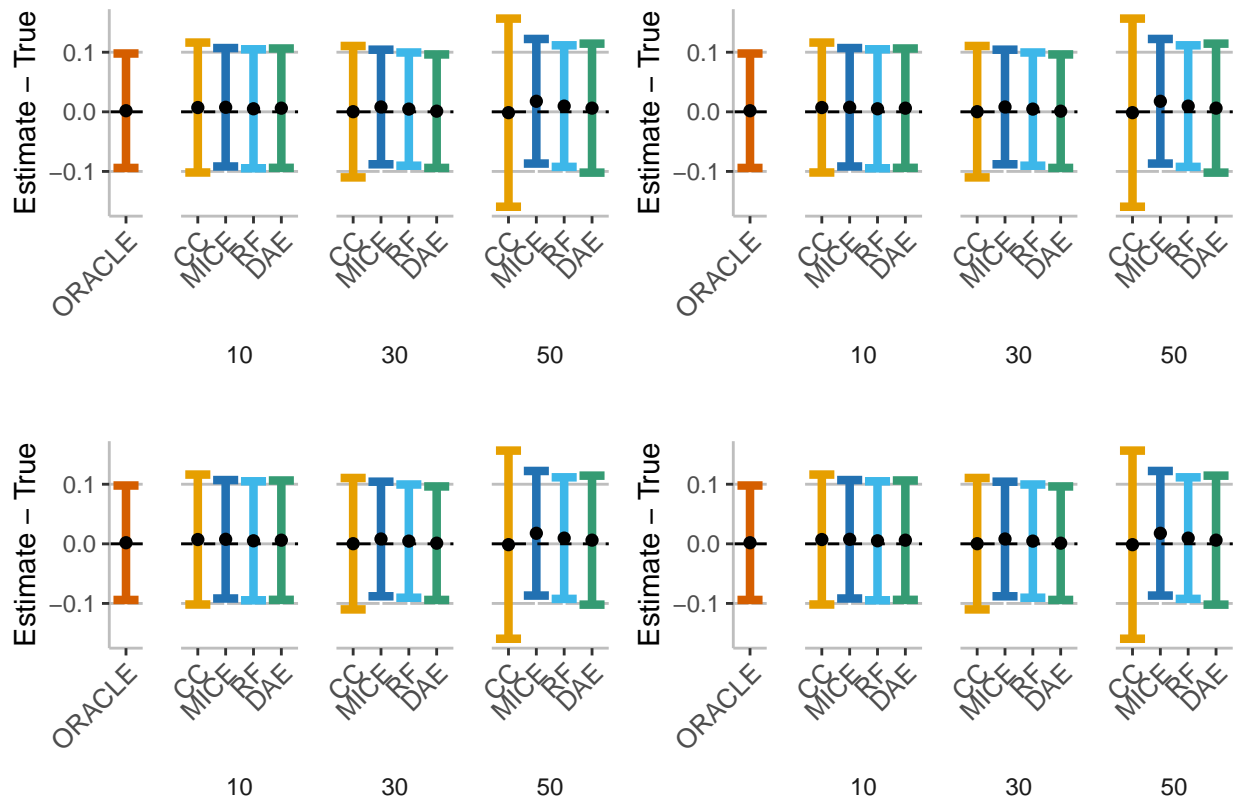 Estimate – True
0.1
0.0
−0.1
ORACLE
CC
MICE
RF
DAE
CC
MICE
RF
DAE
CC
MICE
RF
DAE
10
30
50
Estimate – True
0.1
0.0
−0.1
ORACLE
CC
MICE
RF
DAE
CC
MICE
RF
DAE
CC
MICE
RF
DAE
10
30
50
Estimate – True
0.1
0.0
−0.1
ORACLE
CC
MICE
RF
DAE
CC
MICE
RF
DAE
CC
MICE
RF
DAE
10
30
50
Estimate – True
0.1
0.0
−0.1
ORACLE
CC
MICE
RF
DAE
CC
MICE
RF
DAE
CC
MICE
RF
DAE
10
30
50